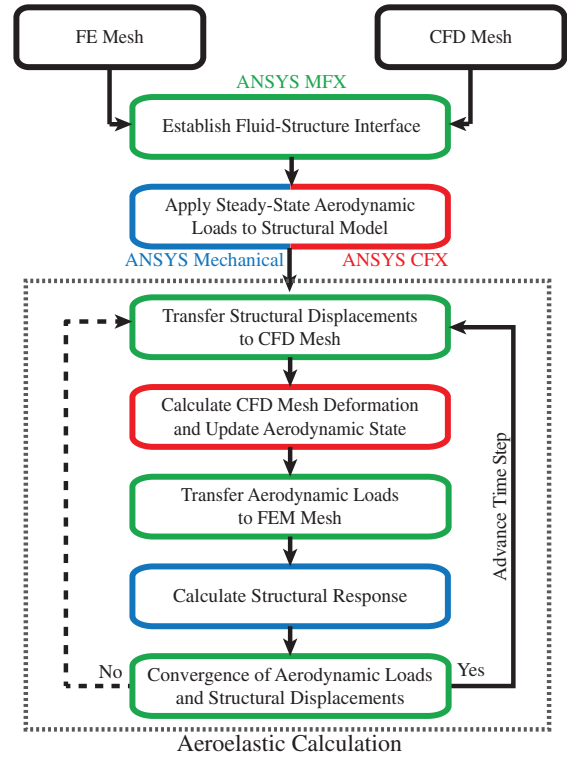 FE Mesh
CFD Mesh
ANSYS MFX
Establish Fluid-Structure Interface
Apply Steady-State Aerodynamic
Loads to Structural Model
ANSYS Mechanical
ANSYS CFX
Transfer Structural Displacements
to CFD Mesh
Calculate CFD Mesh Deformation
and Update Aerodynamic State
Transfer Aerodynamic Loads
to FEM Mesh
Advance Time Step
Calculate Structural Response
No
Convergence of Aerodynamic Loads
and Structural Displacements
Yes
Aeroelastic Calculation